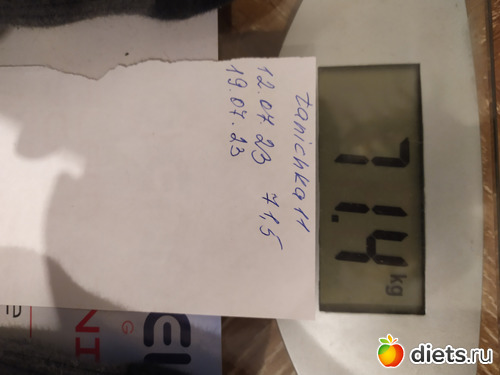 tanichka11
12.07.23 71,5
19.07.23
71.4 kg
diets.ru